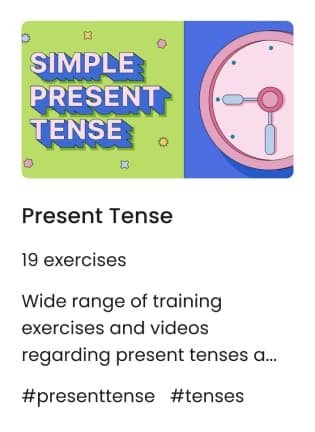 SIMPLE
PRESENT
TENSE
Present Tense
19 exercises
Wide range of training
exercises and videos
regarding present tenses a...
#presenttense #tenses